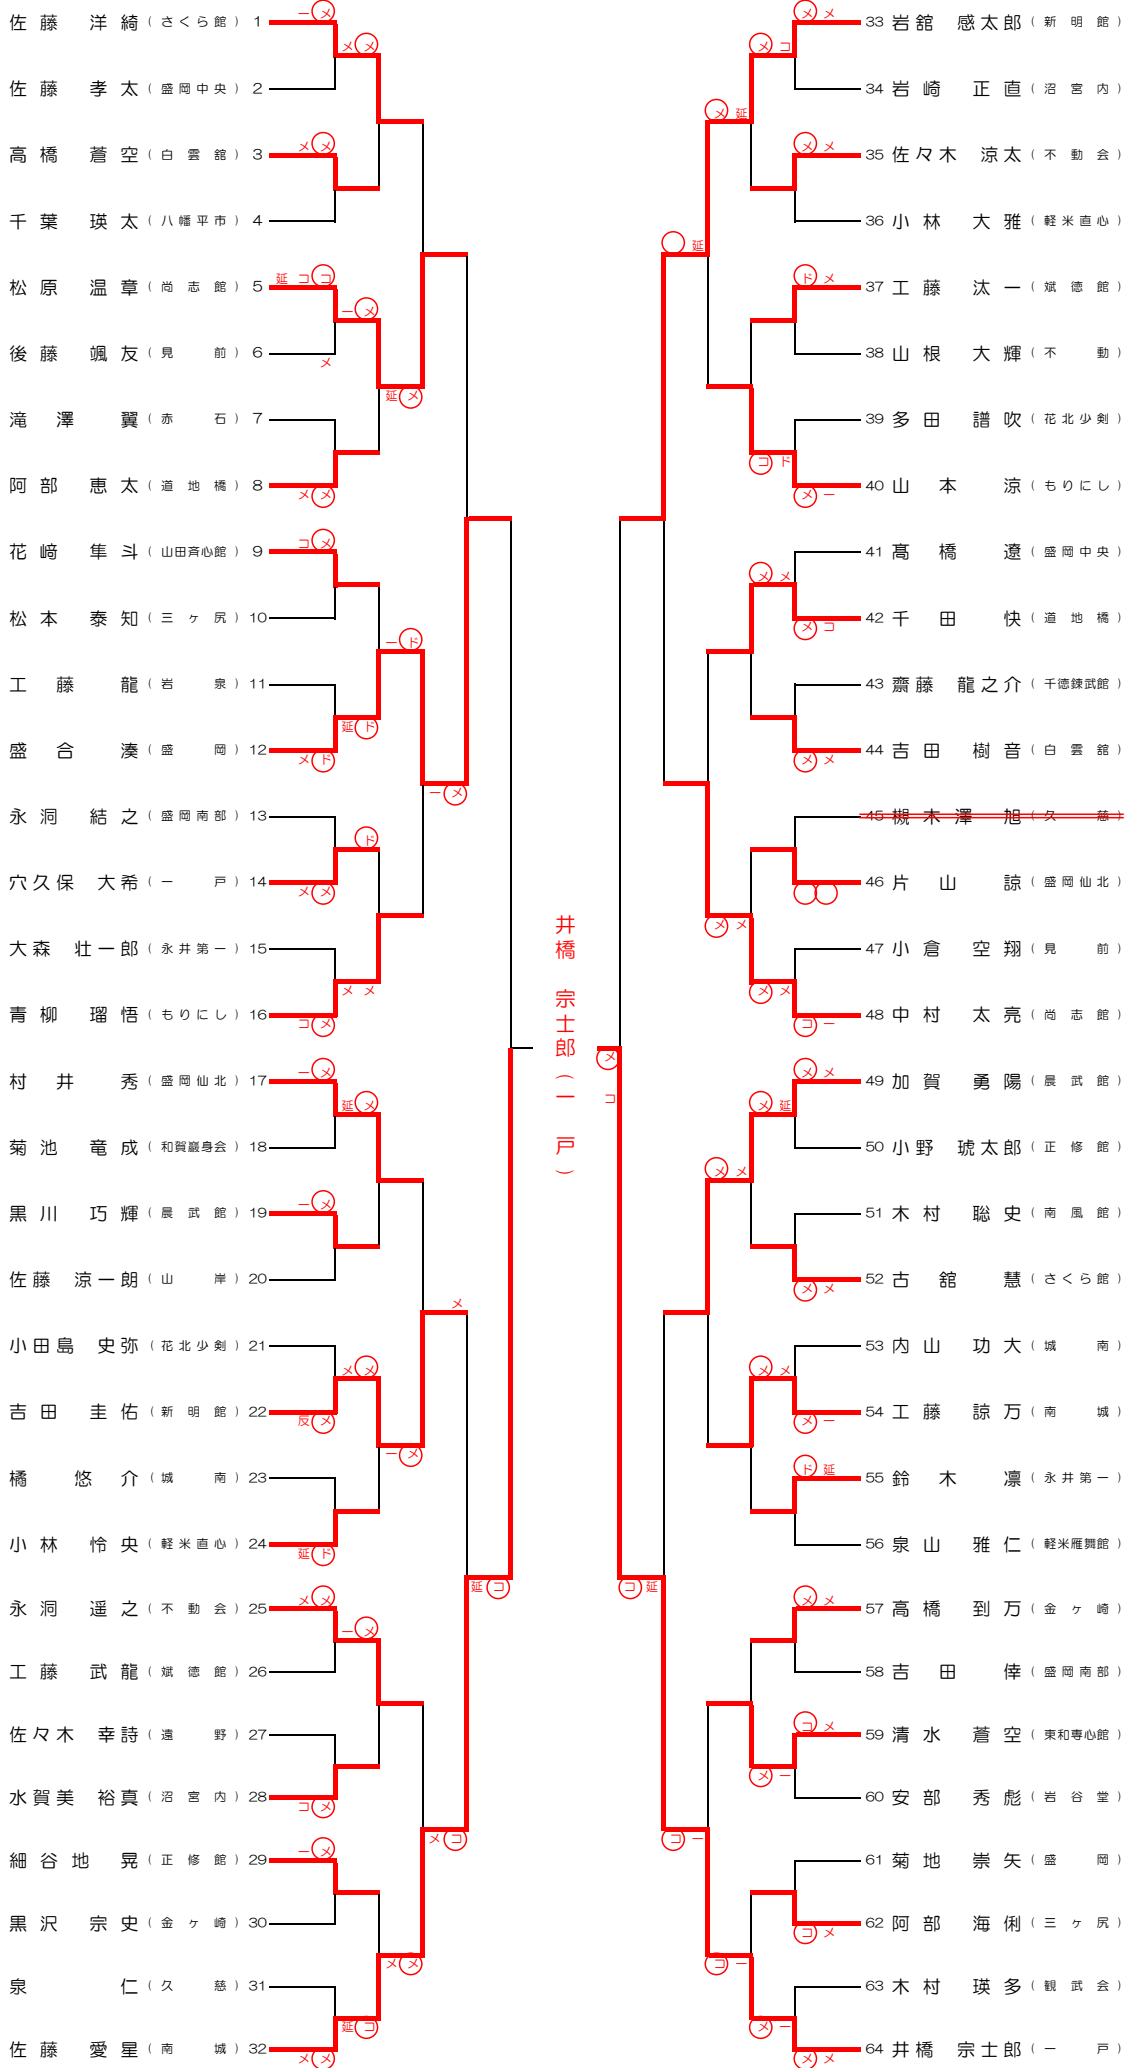 佐藤 洋綺（さくら館）1
佐藤 孝太（盛岡中央）2
高橋 蒼空（白雲舘）3
千葉 瑛太（八幡平市）4
松原 温章（尚志館）5
後藤 颯友（見前）6
滝澤 翼（赤石）7
阿部 恵太（道地橋）8
花﨑 隼斗（山田斉心館）9
松本 泰知（三ヶ尻）10
工藤 龍（岩泉）11
盛合 湊（盛岡）12
永洞 結之（盛岡南部）13
穴久保 大希（一戸）14
大森 壮一郎（永井第一）15
青柳 瑠悟（もりにし）16
村井 秀（盛岡仙北）17
菊池 竜成（和賀巖身会）18
黒川 巧輝（晨武館）19
佐藤 涼一朗（山岸）20
小田島 史弥（花北少剣）21
吉田 圭佑（新明館）22
橘 悠介（城南）23
小林 怜央（軽米直心）24
永洞 遥之（不動会）25
工藤 武龍（斌徳館）26
佐々木 幸詩（遠野）27
水賀美 裕真（沼宮内）28
細谷地 晃（正修館）29
黒沢 宗史（金ヶ崎）30
泉 仁（久慈）31
佐藤 愛星（南城）32
井橋 宗士郎（一戸）
33 岩舘 感太郎（新明館）
34 岩崎 正直（沼宮内）
35 佐々木 涼太（不動会）
36 小林 大雅（軽米直心）
37 工藤 汰一（斌徳館）
38 山根 大輝（不動）
39 多田 譜吹（花北少剣）
40 山本 涼（もりにし）
41 髙橋 遼（盛岡中央）
42 千田 快（道地橋）
43 齋藤 龍之介（千徳錬武館）
44 吉田 樹音（白雲舘）
45 槻木澤 旭（久慈）
46 片山 諒（盛岡仙北）
47 小倉 空翔（見前）
48 中村 太亮（尚志館）
49 加賀 勇陽（晨武館）
50 小野 琥太郎（正修館）
51 木村 聡史（南風館）
52 古舘 慧（さくら館）
53 内山 功大（城南）
54 工藤 諒万（南城）
55 鈴木 凛（永井第一）
56 泉山 雅仁（軽米雁舞館）
57 高橋 到万（金ヶ崎）
58 吉田 倖（盛岡南部）
59 清水 蒼空（東和専心館）
60 安部 秀彪（岩谷堂）
61 菊地 崇矢（盛岡）
62 阿部 海俐（三ヶ尻）
63 木村 瑛多（観武会）
64 井橋 宗士郎（一戸）